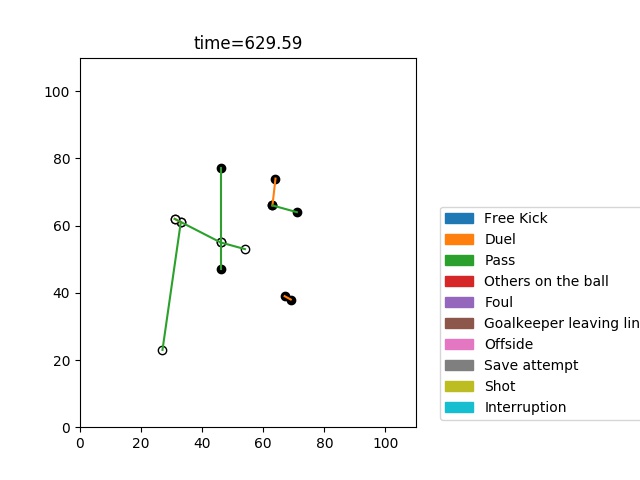 time=629.59
100
80
60
40
20
0
0 20 40 60 80 100
Free Kick
Duel
Pass
Others on the ball
Foul
Goalkeeper leaving lin
Offside
Save attempt
Shot
Interruption